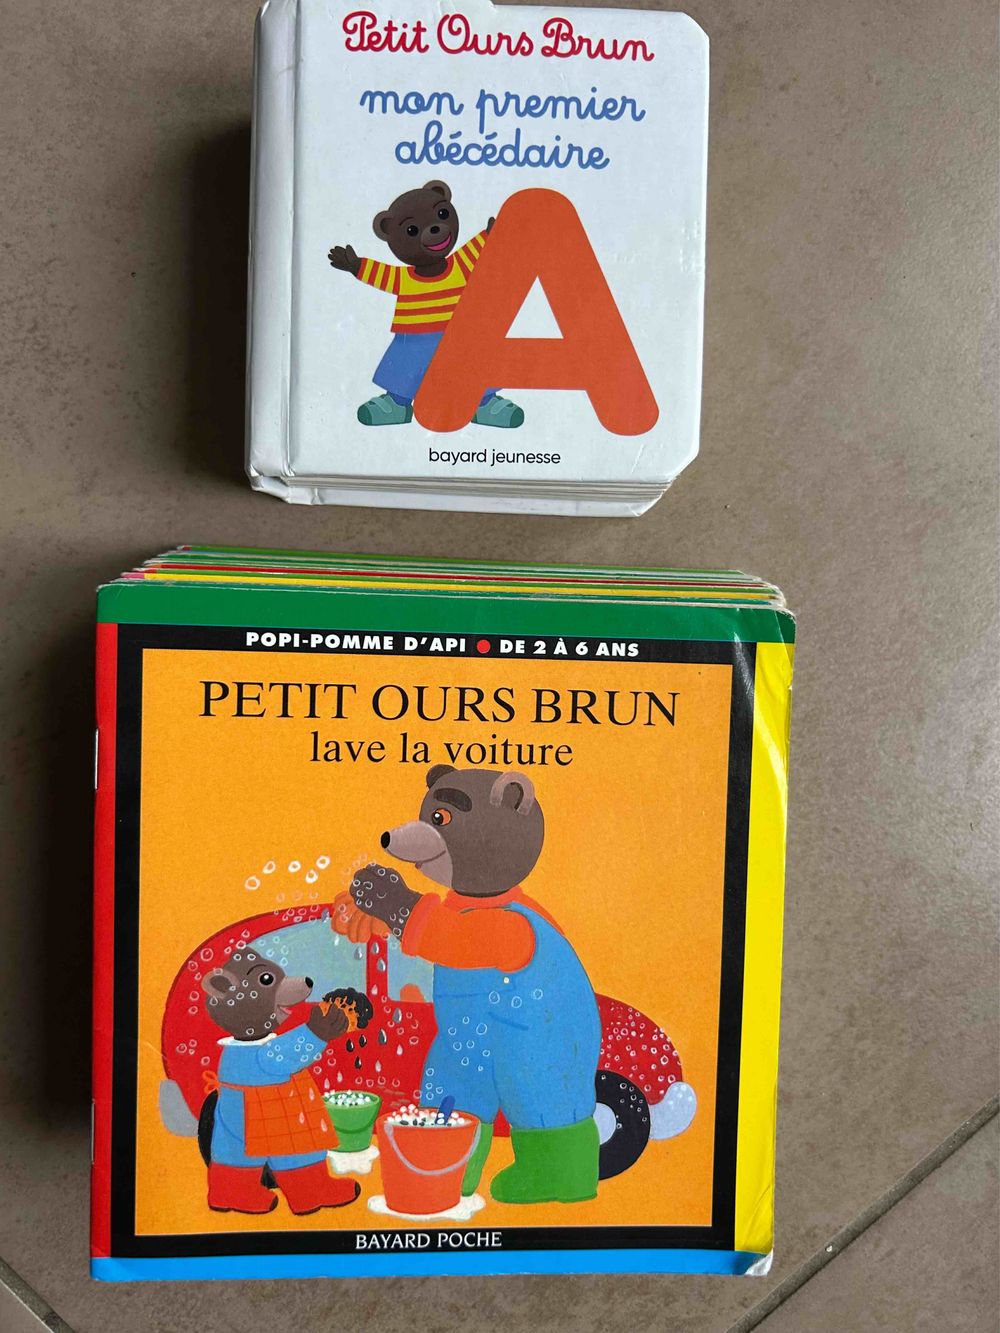 Petit Ours Brun
mon premier
abécédaire
A
bayard jeunesse
POPI-POMME D'API • DE 2 À 6 ANS
PETIT OURS BRUN
lave la voiture
BAYARD POCHE